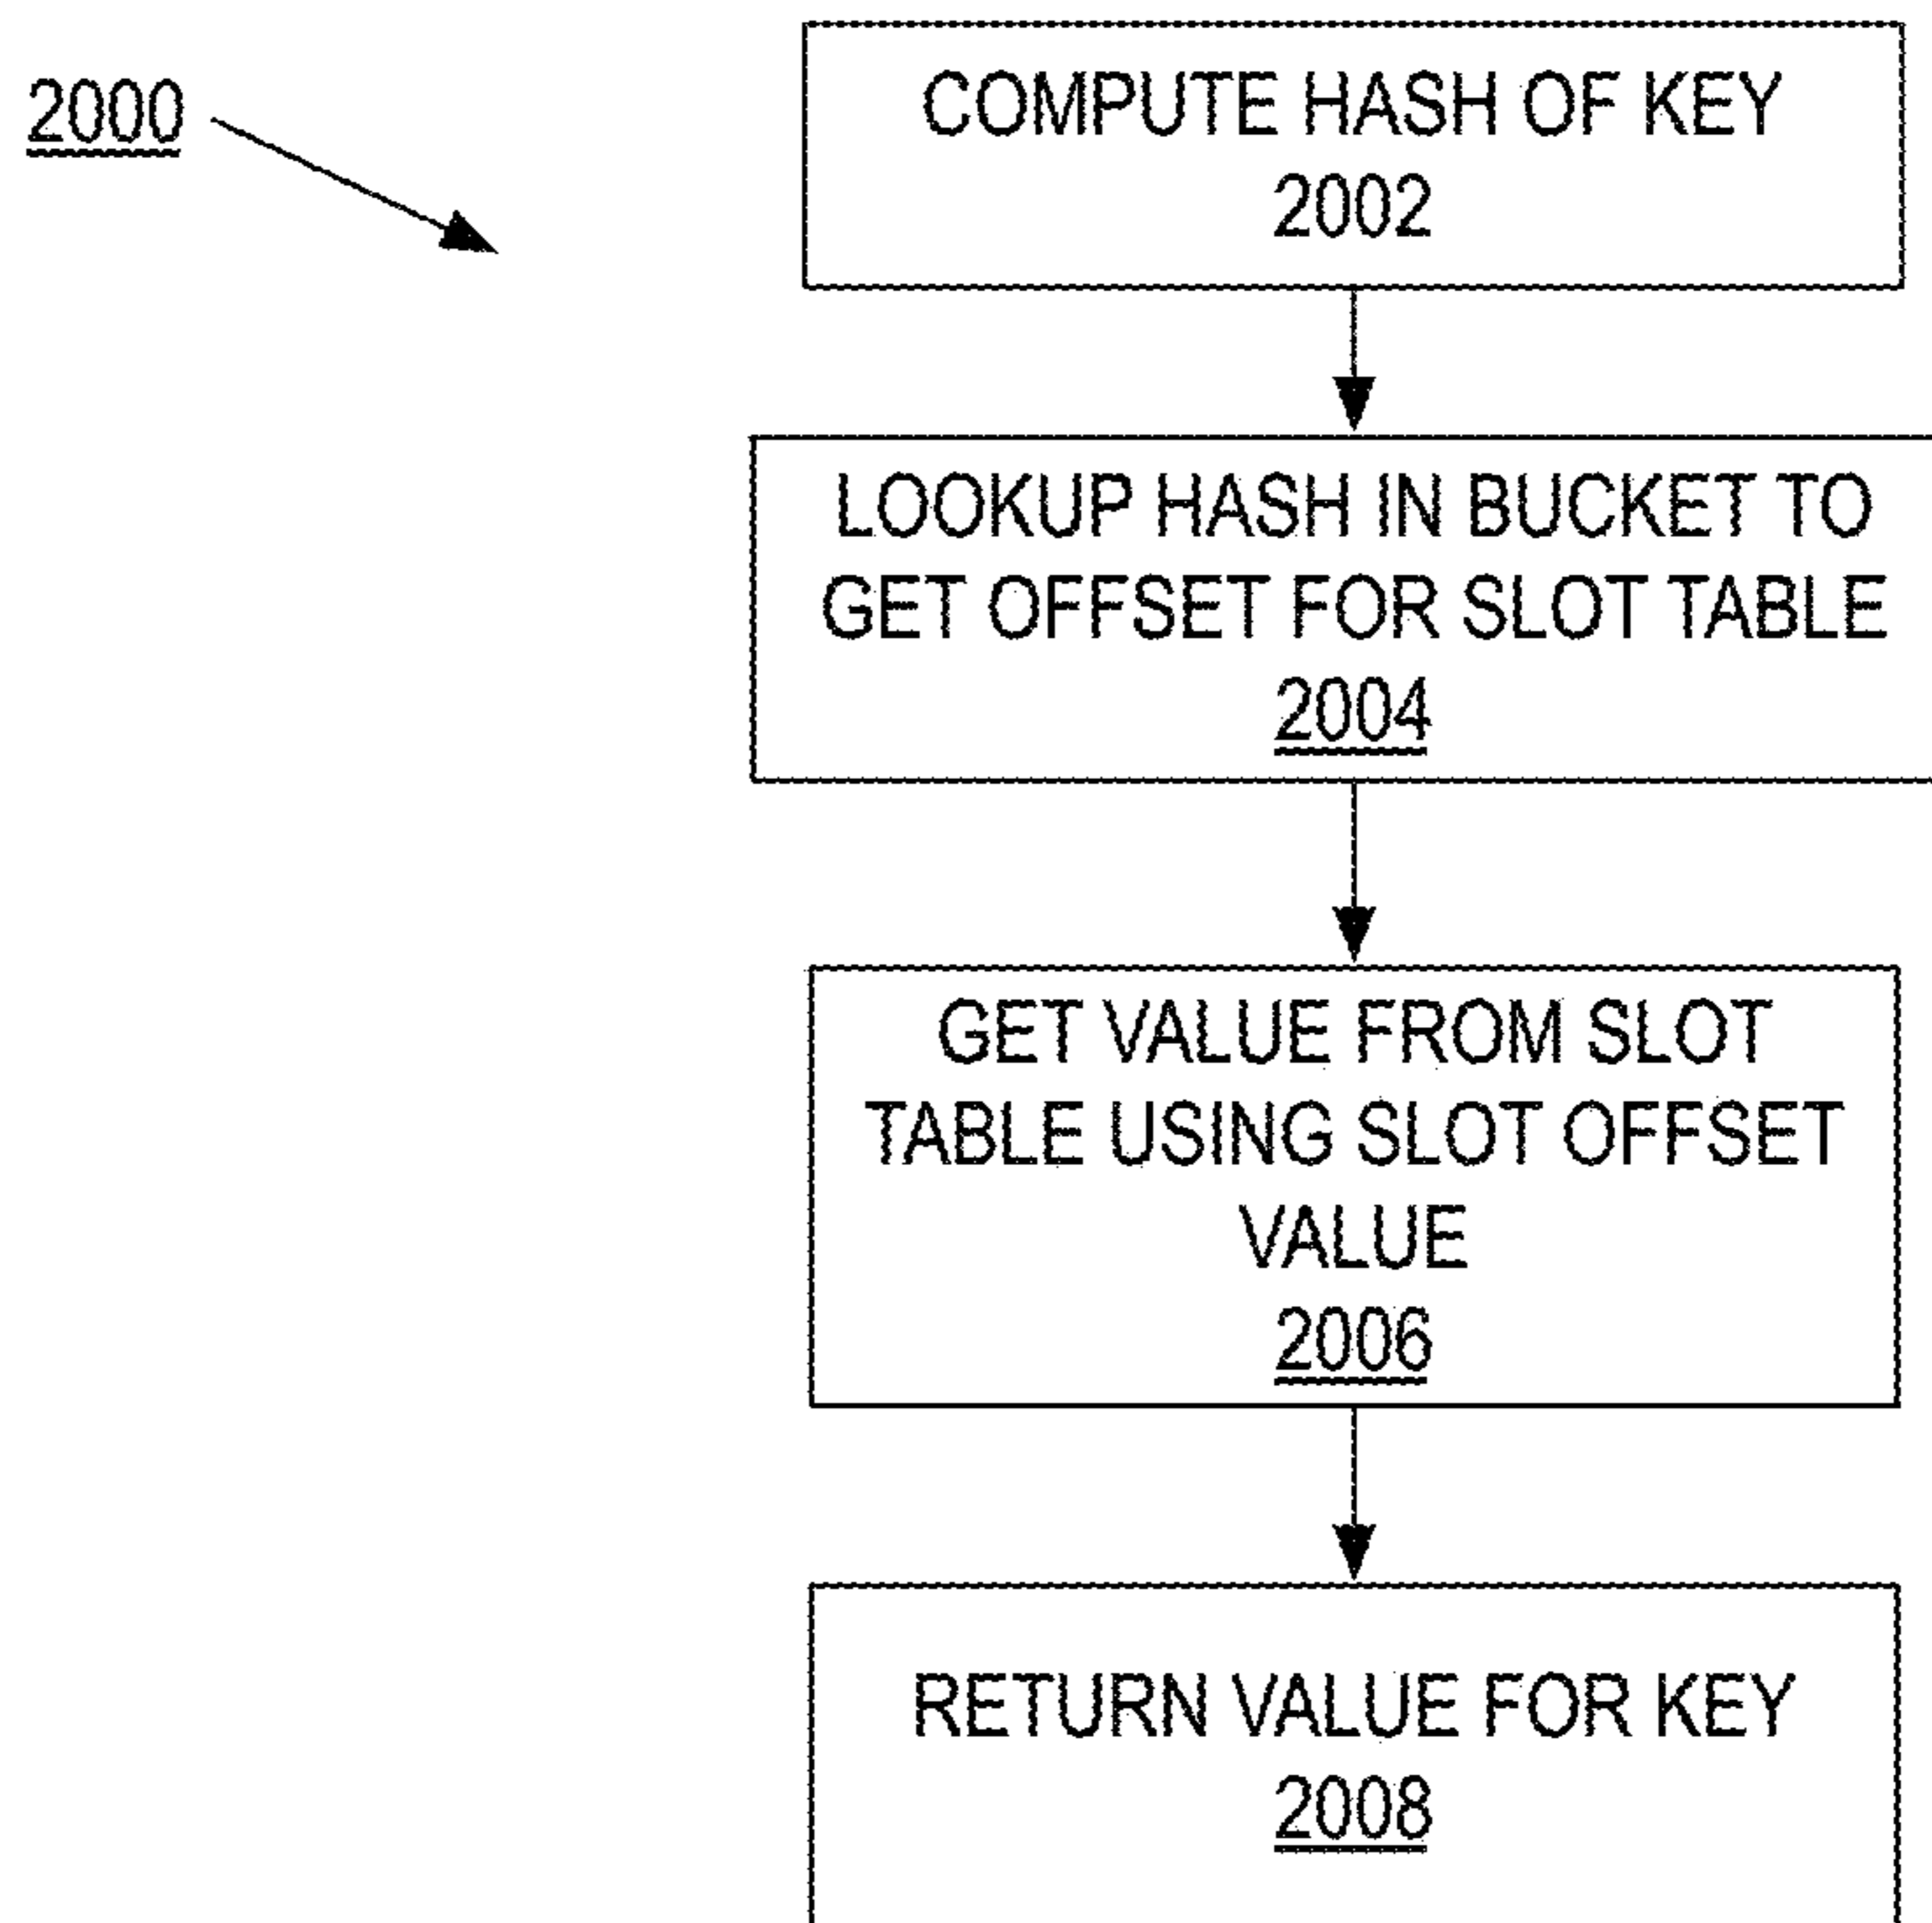 2000
COMPUTE HASH OF KEY
2002
LOOKUP HASH IN BUCKET TO
GET OFFSET FOR SLOT TABLE
2004
GET VALUE FROM SLOT
TABLE USING SLOT OFFSET
VALUE
2006
RETURN VALUE FOR KEY
2008